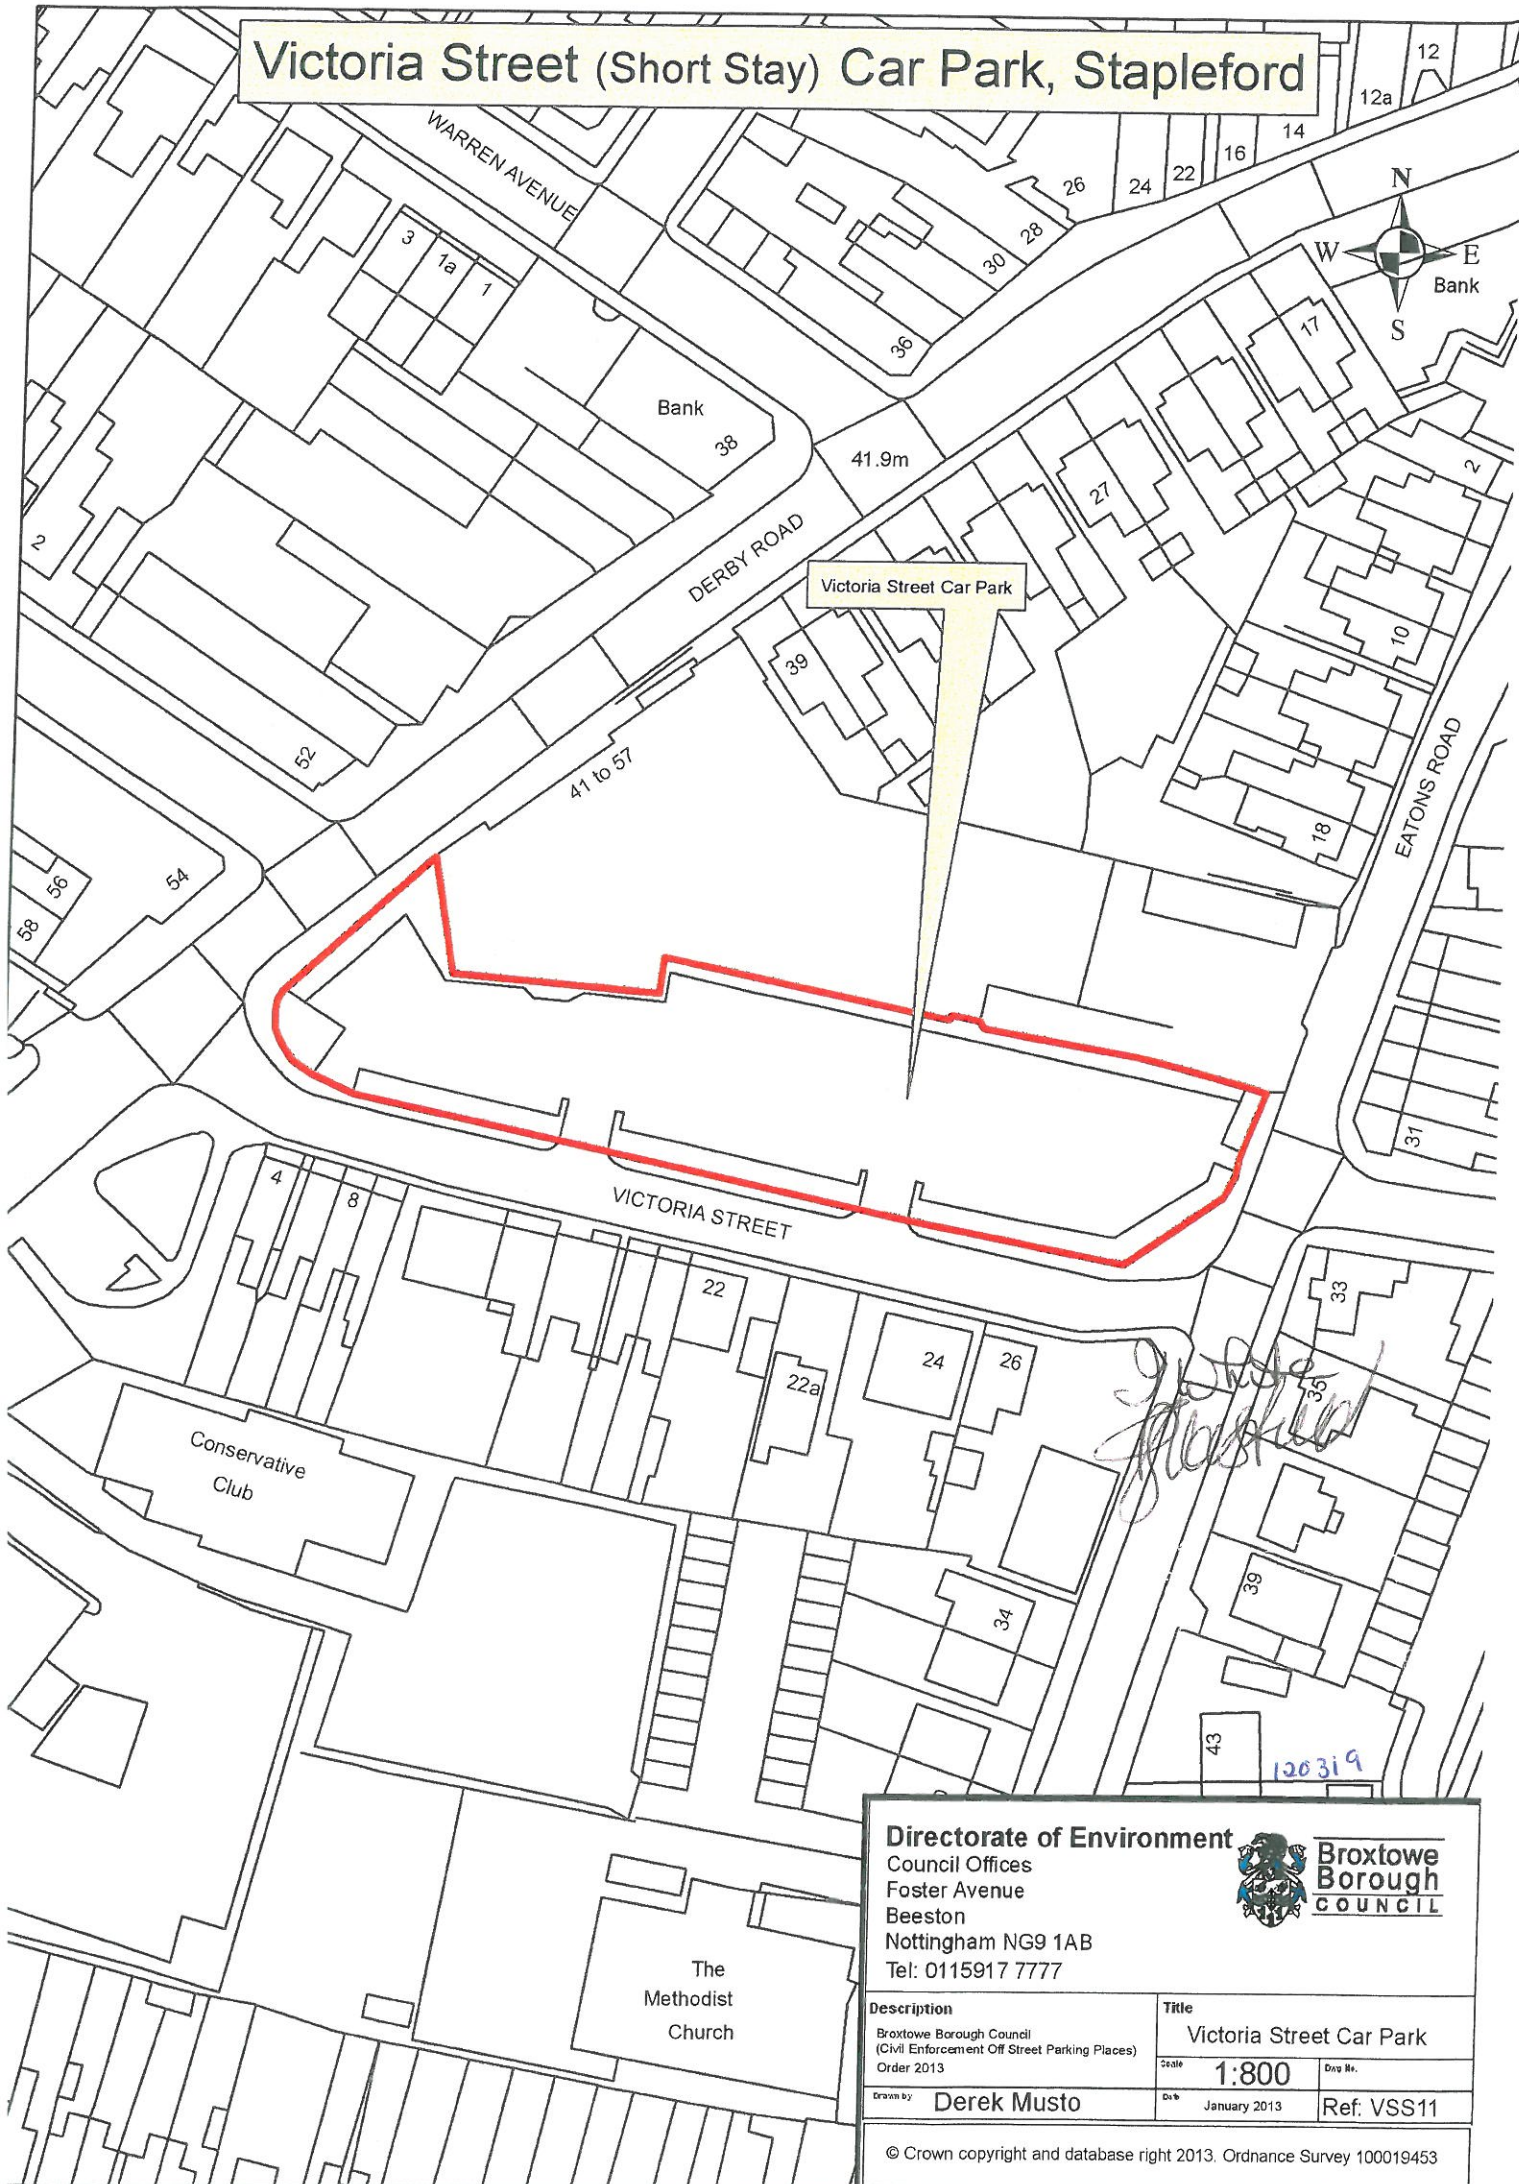 Victoria Street (Short Stay) Car Park, Stapleford
12
12a
14
16
22
24
26
28
30
36
WARREN AVENUE
N
W
E
S
Bank
3
1a
1
17
Bank
38
41.9m
27
2
2
DERBY ROAD
Victoria Street Car Park
39
10
52
41 to 57
EATONS ROAD
18
54
56
58
31
4
8
VICTORIA STREET
22
22a
24
26
33
35
Conservative
Club
34
39
43
120319
The
Methodist
Church
Directorate of Environment
Council Offices
Foster Avenue
Beeston
Nottingham NG9 1AB
Tel: 0115917 7777
Broxtowe
Borough
COUNCIL
Description
Broxtowe Borough Council
(Civil Enforcement Off Street Parking Places)
Order 2013
Title
Victoria Street Car Park
Scale
1:800
Dwg No.
Drawn by
Derek Musto
Date
January 2013
Ref: VSS11
© Crown copyright and database right 2013. Ordnance Survey 100019453